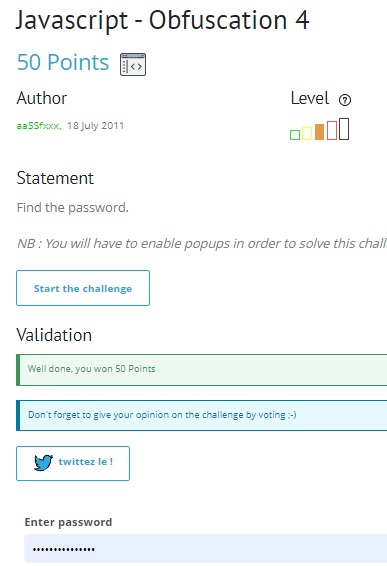 Javascript - Obfuscation 4
50 Points
Author Level
aaSSfxxx, 18 July 2011
Statement
Find the password.
NB : You will have to enable popups in order to solve this chall
Start the challenge
Validation
Well done, you won 50 Points
Don't forget to give your opinion on the challenge by voting ;-)
twittez le !
Enter password
•••••••••••••••